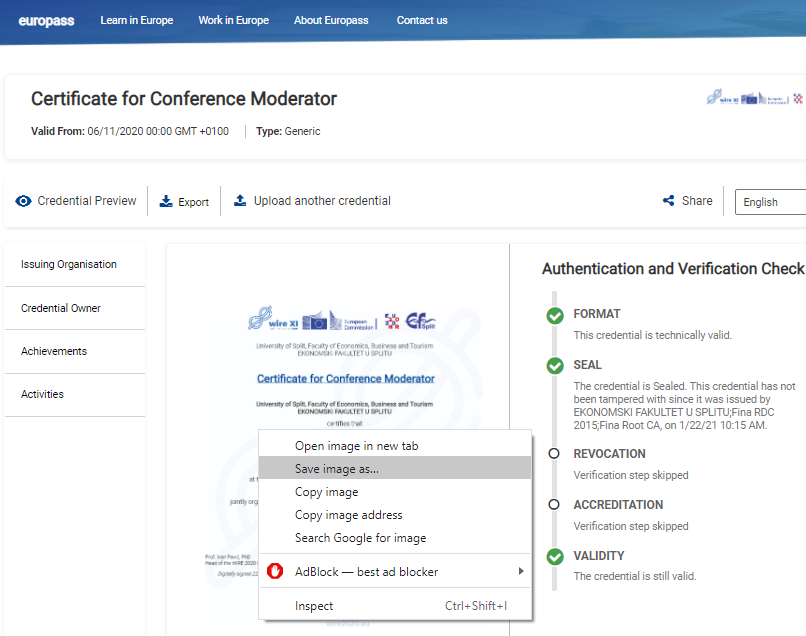 europass Learn in Europe Work in Europe About Europass Contact us
Certificate for Conference Moderator
wire XI
Valid From: 06/11/2020 00:00 GMT +0100 Type: Generic
Credential Preview Export Upload another credential Share English
Issuing Organisation
Credential Owner
Achievements
Activities
wire XI European Commission EFSplit
University of Split, Faculty of Economics, Business and Tourism
EKONOMSKI FAKULTET U SPLITU
Certificate for Conference Moderator
University of Split, Faculty of Economics, Business and Tourism
EKONOMSKI FAKULTET U SPLITU
certifies that
at t
jointly org
Prof. Ivan Pavić, PhD
Head of the WIRE 2020
Digitally signed 22
wire2020.eu
Open image in new tab
Save image as...
Copy image
Copy image address
Search Google for image
AdBlock — best ad blocker
Inspect Ctrl+Shift+I
Authentication and Verification Check
FORMAT
This credential is technically valid.
SEAL
The credential is Sealed. This credential has not
been tampered with since it was issued by
EKONOMSKI FAKULTET U SPLITU;Fina RDC
2015;Fina Root CA, on 1/22/21 10:15 AM.
REVOCATION
Verification step skipped
ACCREDITATION
Verification step skipped
VALIDITY
The credential is still valid.